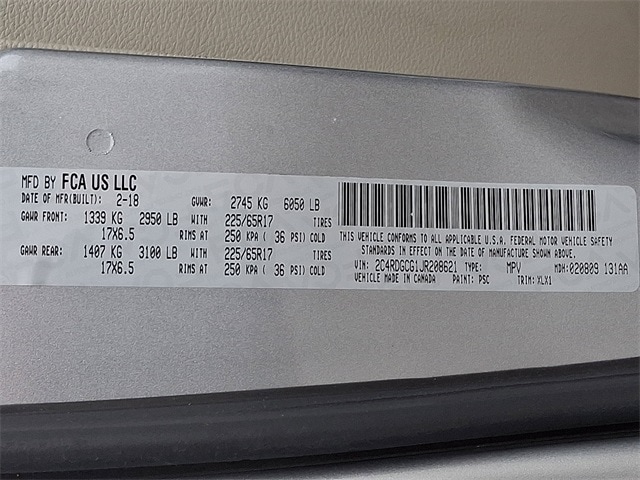 MFD BY FCA US LLC
DATE OF MFR(BUILT): 2-18 GVWR: 2745 KG 6050 LB
GAWR FRONT: 1339 KG 2950 LB WITH 225/65R17 TIRES
17X6.5 RIMS AT 250 KPA ( 36 PSI) COLD
GAWR REAR: 1407 KG 3100 LB WITH 225/65R17 TIRES
17X6.5 RIMS AT 250 KPA ( 36 PSI) COLD
THIS VEHICLE CONFORMS TO ALL APPLICABLE U.S.A. FEDERAL MOTOR VEHICLE SAFETY
STANDARDS IN EFFECT ON THE DATE OF MANUFACTURE SHOWN ABOVE.
VIN: 2C4RDGCG1JR208621 TYPE: MPV MDH:020809 131AA
VEHICLE MADE IN CANADA PAINT: PSC TRIM: XLX1